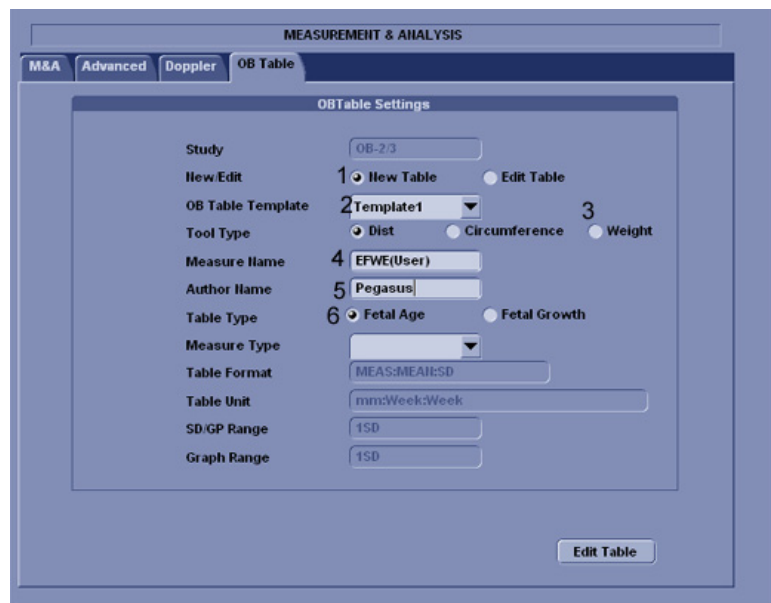 MEASUREMENT & ANALYSIS
M&A Advanced Doppler OB Table
OBTable Settings
Study OB-2/3
New/Edit 1 New Table Edit Table
OB Table Template 2 Template1 3
Tool Type Dist Circumference Weight
Measure Name 4 EFWE(User)
Author Name 5 Pegasus
Table Type 6 Fetal Age Fetal Growth
Measure Type
Table Format MEAS:MEAN:SD
Table Unit mm:Week:Week
SD/GP Range 1SD
Graph Range 1SD
Edit Table